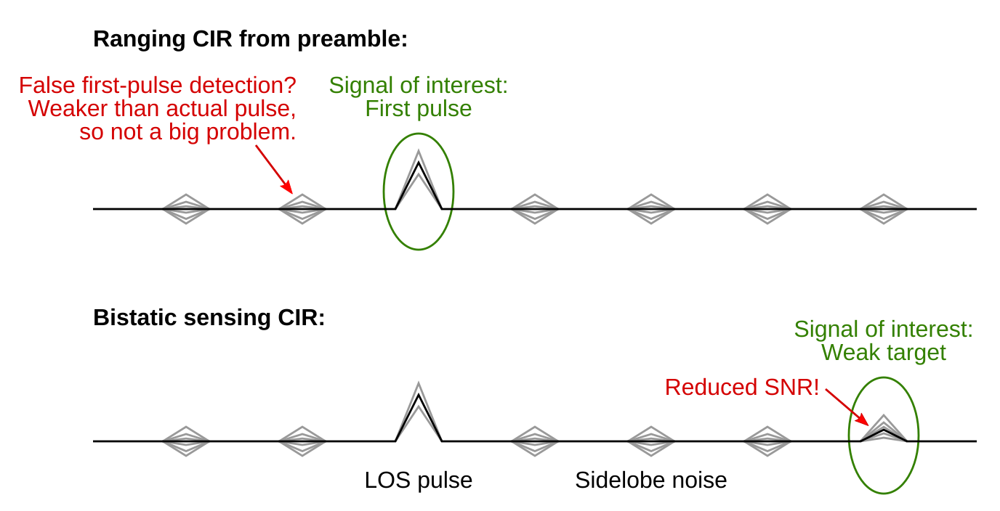 Ranging CIR from preamble:
False first-pulse detection?
Weaker than actual pulse,
so not a big problem.
Signal of interest:
First pulse
Bistatic sensing CIR:
Signal of interest:
Weak target
Reduced SNR!
LOS pulse
Sidelobe noise